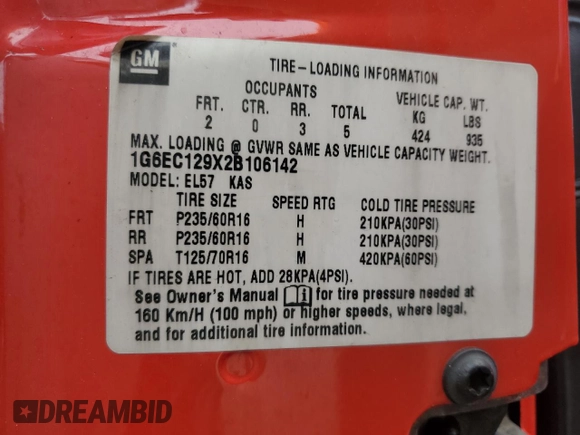 GM
TIRE-LOADING INFORMATION
OCCUPANTS VEHICLE CAP. WT.
FRT. CTR. RR. TOTAL KG LBS
2 0 3 5 424 935
MAX. LOADING @ GVWR SAME AS VEHICLE CAPACITY WEIGHT.
1G6EC129X2B106142
MODEL: EL57 KAS
TIRE SIZE SPEED RTG COLD TIRE PRESSURE
FRT P235/60R16 H 210KPA(30PSI)
RR P235/60R16 H 210KPA(30PSI)
SPA T125/70R16 M 420KPA(60PSI)
IF TIRES ARE HOT, ADD 28KPA(4PSI).
See Owner's Manual for tire pressure needed at
160 Km/H (100 mph) or higher speeds, where legal,
and for additional tire information.
DREAMBID